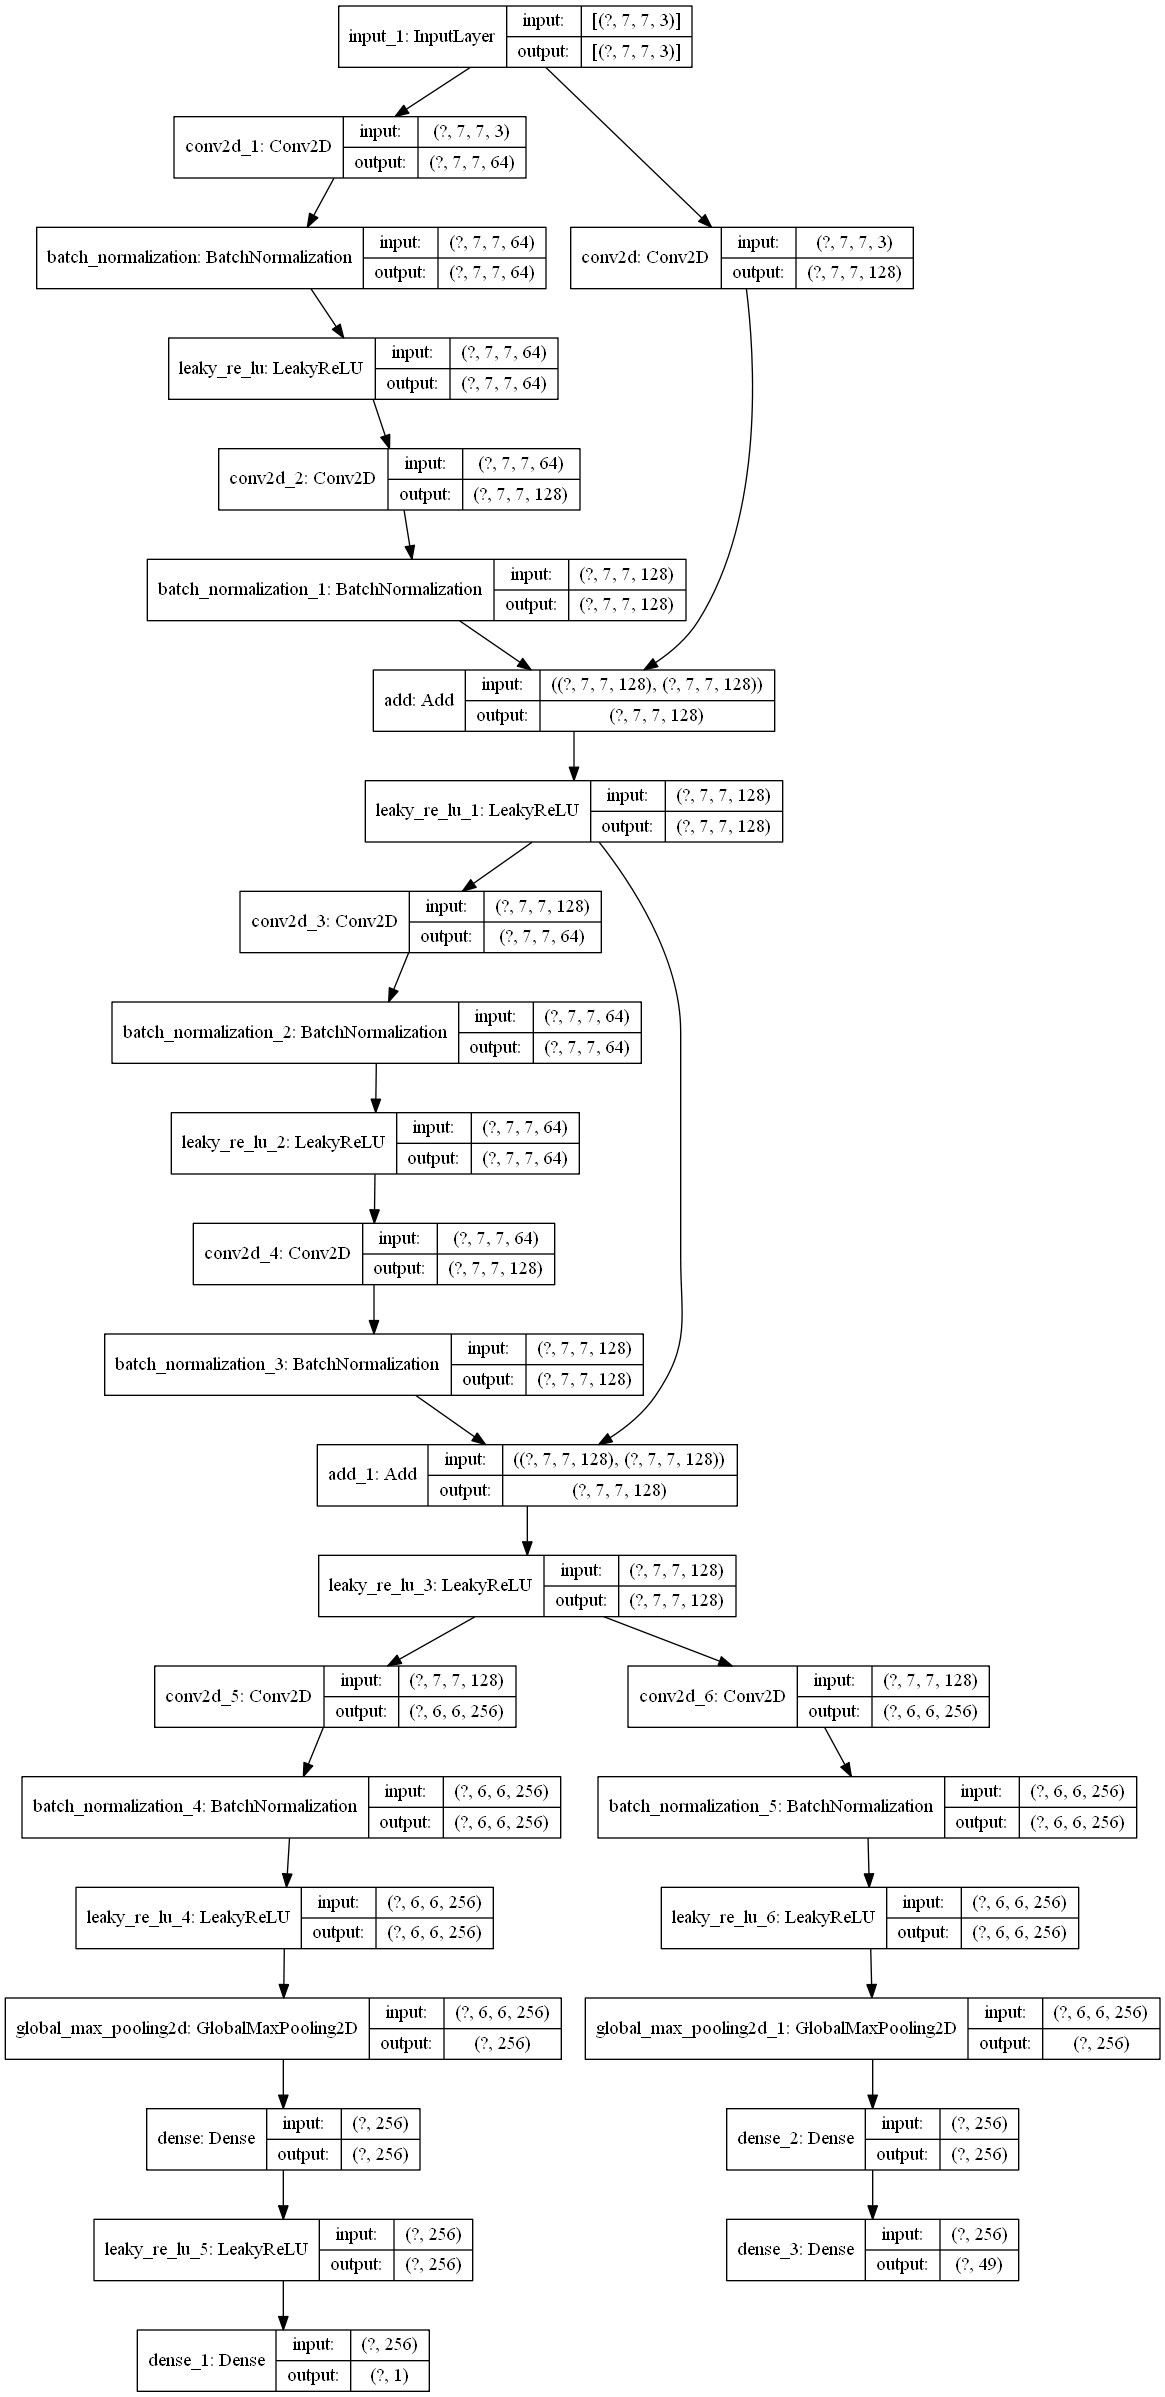 input_1: InputLayer
input: [(?, 7, 7, 3)]
output: [(?, 7, 7, 3)]
conv2d_1: Conv2D
input: (?, 7, 7, 3)
output: (?, 7, 7, 64)
batch_normalization: BatchNormalization
input: (?, 7, 7, 64)
output: (?, 7, 7, 64)
conv2d: Conv2D
input: (?, 7, 7, 3)
output: (?, 7, 7, 128)
leaky_re_lu: LeakyReLU
input: (?, 7, 7, 64)
output: (?, 7, 7, 64)
conv2d_2: Conv2D
input: (?, 7, 7, 64)
output: (?, 7, 7, 128)
batch_normalization_1: BatchNormalization
input: (?, 7, 7, 128)
output: (?, 7, 7, 128)
add: Add
input: ((?, 7, 7, 128), (?, 7, 7, 128))
output: (?, 7, 7, 128)
leaky_re_lu_1: LeakyReLU
input: (?, 7, 7, 128)
output: (?, 7, 7, 128)
conv2d_3: Conv2D
input: (?, 7, 7, 128)
output: (?, 7, 7, 64)
batch_normalization_2: BatchNormalization
input: (?, 7, 7, 64)
output: (?, 7, 7, 64)
leaky_re_lu_2: LeakyReLU
input: (?, 7, 7, 64)
output: (?, 7, 7, 64)
conv2d_4: Conv2D
input: (?, 7, 7, 64)
output: (?, 7, 7, 128)
batch_normalization_3: BatchNormalization
input: (?, 7, 7, 128)
output: (?, 7, 7, 128)
add_1: Add
input: ((?, 7, 7, 128), (?, 7, 7, 128))
output: (?, 7, 7, 128)
leaky_re_lu_3: LeakyReLU
input: (?, 7, 7, 128)
output: (?, 7, 7, 128)
conv2d_5: Conv2D
input: (?, 7, 7, 128)
output: (?, 6, 6, 256)
conv2d_6: Conv2D
input: (?, 7, 7, 128)
output: (?, 6, 6, 256)
batch_normalization_4: BatchNormalization
input: (?, 6, 6, 256)
output: (?, 6, 6, 256)
batch_normalization_5: BatchNormalization
input: (?, 6, 6, 256)
output: (?, 6, 6, 256)
leaky_re_lu_4: LeakyReLU
input: (?, 6, 6, 256)
output: (?, 6, 6, 256)
leaky_re_lu_6: LeakyReLU
input: (?, 6, 6, 256)
output: (?, 6, 6, 256)
global_max_pooling2d: GlobalMaxPooling2D
input: (?, 6, 6, 256)
output: (?, 256)
global_max_pooling2d_1: GlobalMaxPooling2D
input: (?, 6, 6, 256)
output: (?, 256)
dense: Dense
input: (?, 256)
output: (?, 256)
dense_2: Dense
input: (?, 256)
output: (?, 256)
leaky_re_lu_5: LeakyReLU
input: (?, 256)
output: (?, 256)
dense_3: Dense
input: (?, 256)
output: (?, 49)
dense_1: Dense
input: (?, 256)
output: (?, 1)